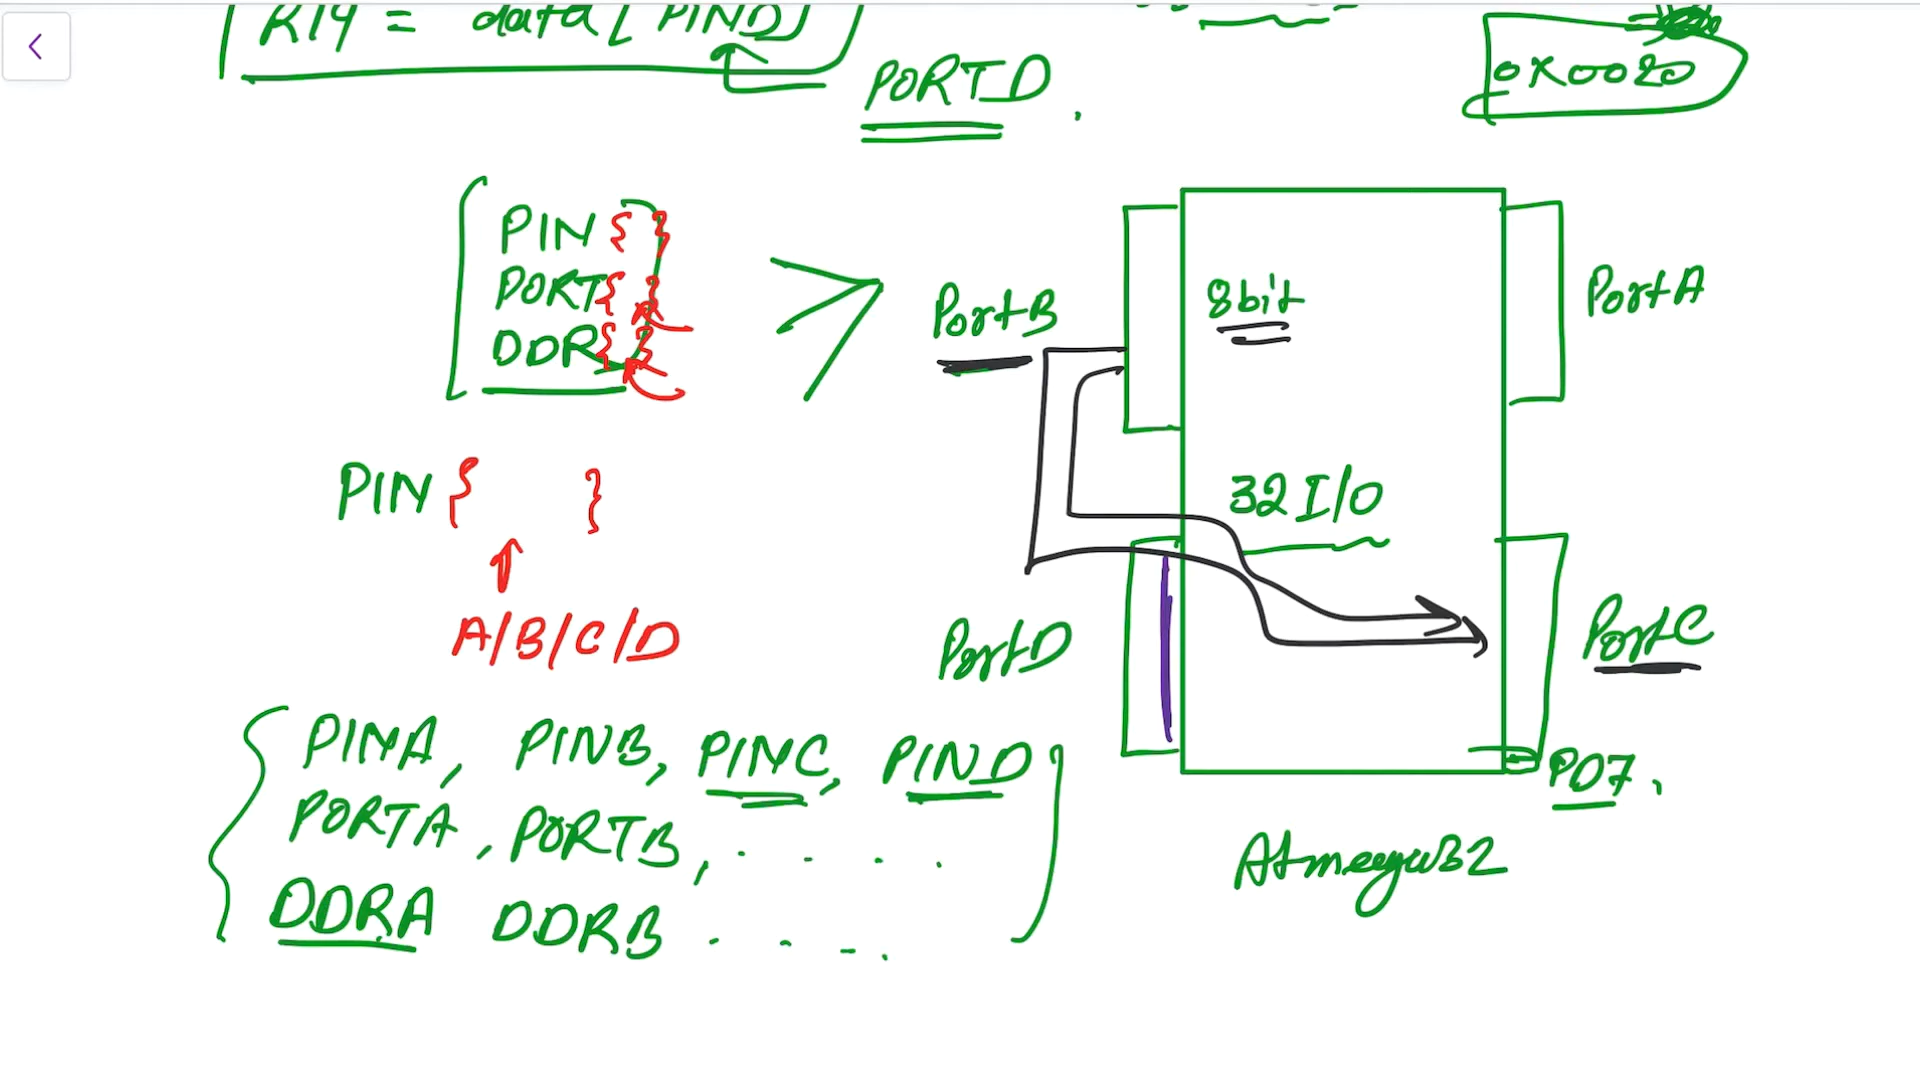 R14 = data[PIND]
PORTD.
0x0020
PIN { }
PORT{ }
DDR{ }
PortB
8bit
PortA
PIN { }
32 I/O
A/B/C/D
PortD
PortC
PINA, PINB, PINC, PIND
PD7,
PORTA, PORTB, . . . .
Atmega32
DDRA DDRB . . . .